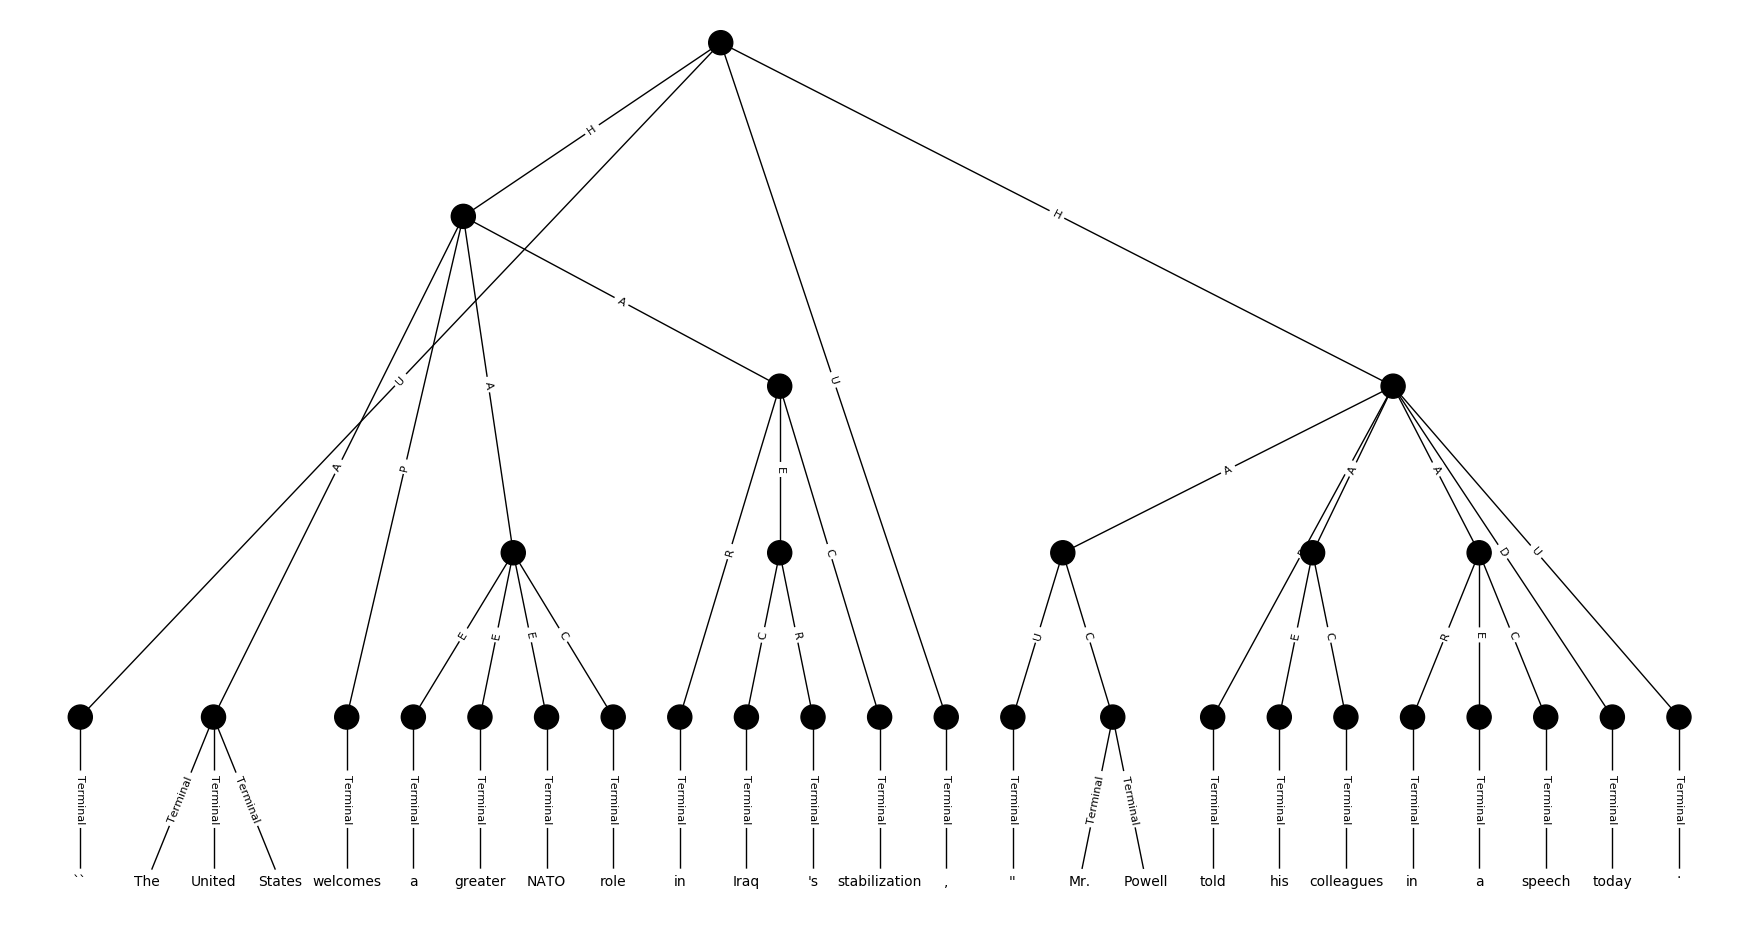 H
H
U
A
U
A
A
P
A
E
A
A
A
R
C
D
U
E
E
E
C
C
R
U
C
E
C
R
E
C
Terminal Terminal Terminal Terminal Terminal Terminal Terminal Terminal Terminal Terminal Terminal Terminal Terminal Terminal Terminal Terminal Terminal Terminal Terminal Terminal Terminal Terminal Terminal Terminal Terminal
`` The United States welcomes a greater NATO role in Iraq 's stabilization , " Mr. Powell told his colleagues in a speech today .